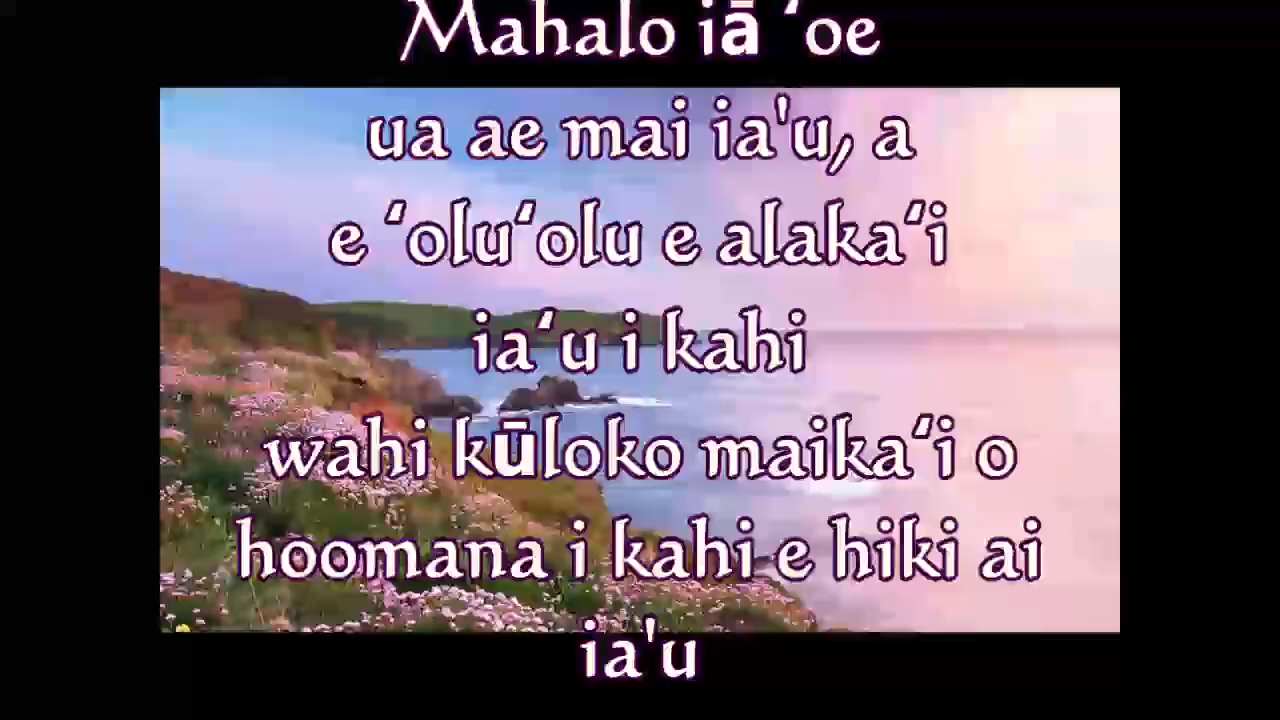 Mahalo iā ʻoe
ua ae mai ia'u, a
e ʻoluʻolu e alakaʻi
iaʻu i kahi
wahi kūloko maikaʻi o
hoomana i kahi e hiki ai
ia'u